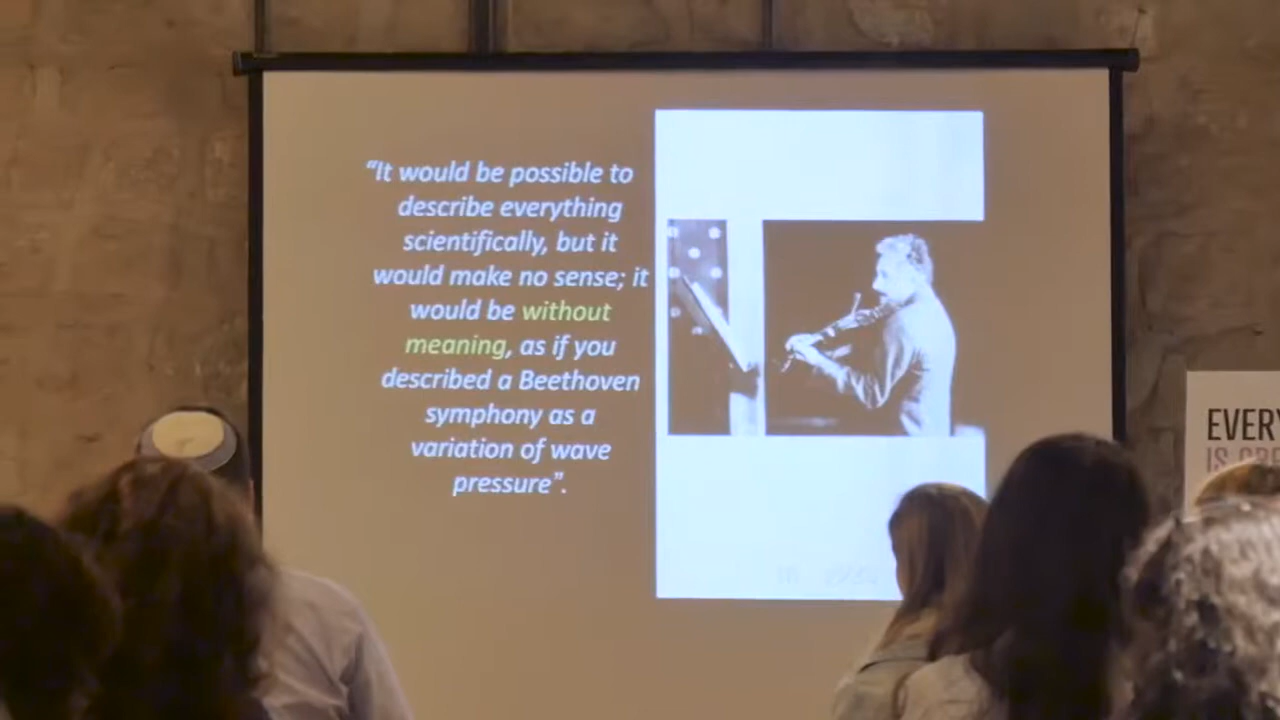 “It would be possible to
describe everything
scientifically, but it
would make no sense; it
would be without
meaning, as if you
described a Beethoven
symphony as a
variation of wave
pressure”.
EVERY
IS